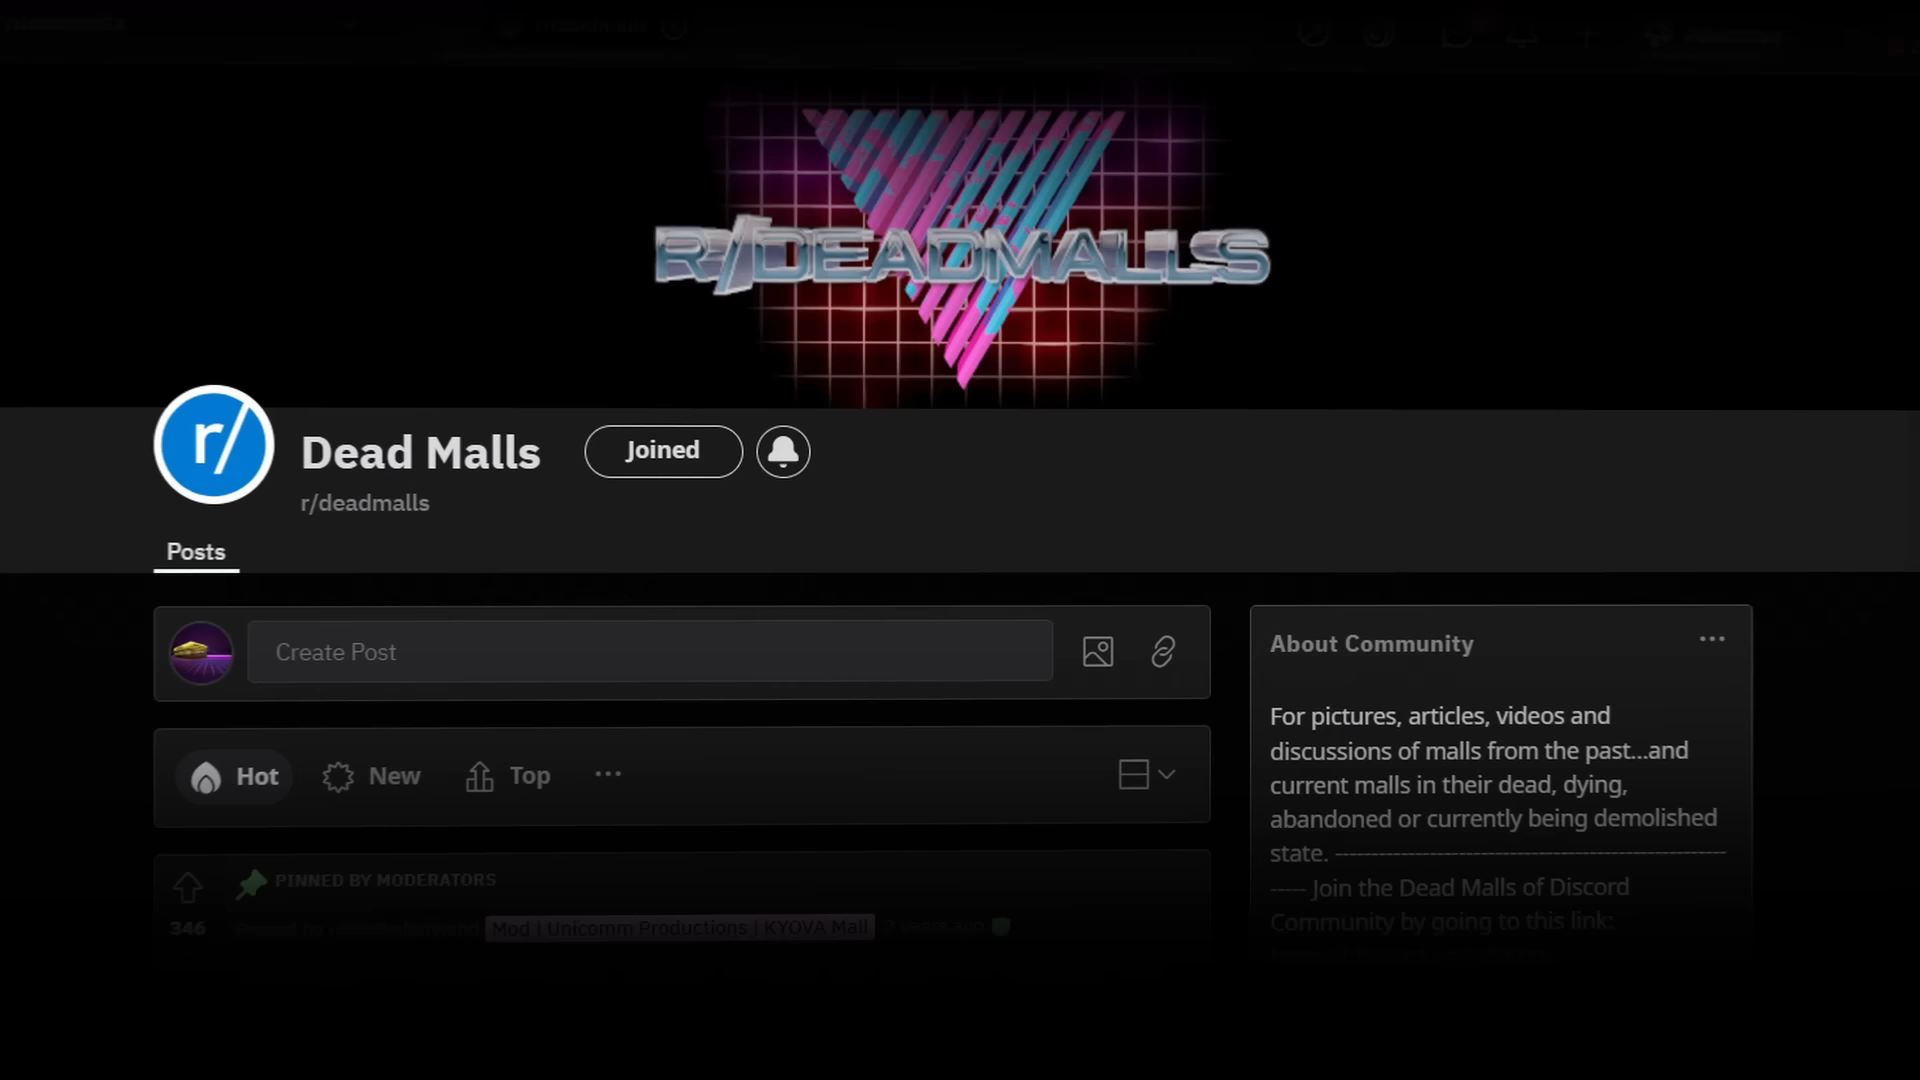 R/DEADMALLS
r/
Dead Malls
Joined
r/deadmalls
Posts
Create Post
Hot
New
Top
PINNED BY MODERATORS
346
Mod | Unicomm Productions | KYOVA Mall
2 years ago
About Community
For pictures, articles, videos and
discussions of malls from the past...and
current malls in their dead, dying,
abandoned or currently being demolished
state. --------------------------------------------------------
----- Join the Dead Malls of Discord
Community by going to this link: